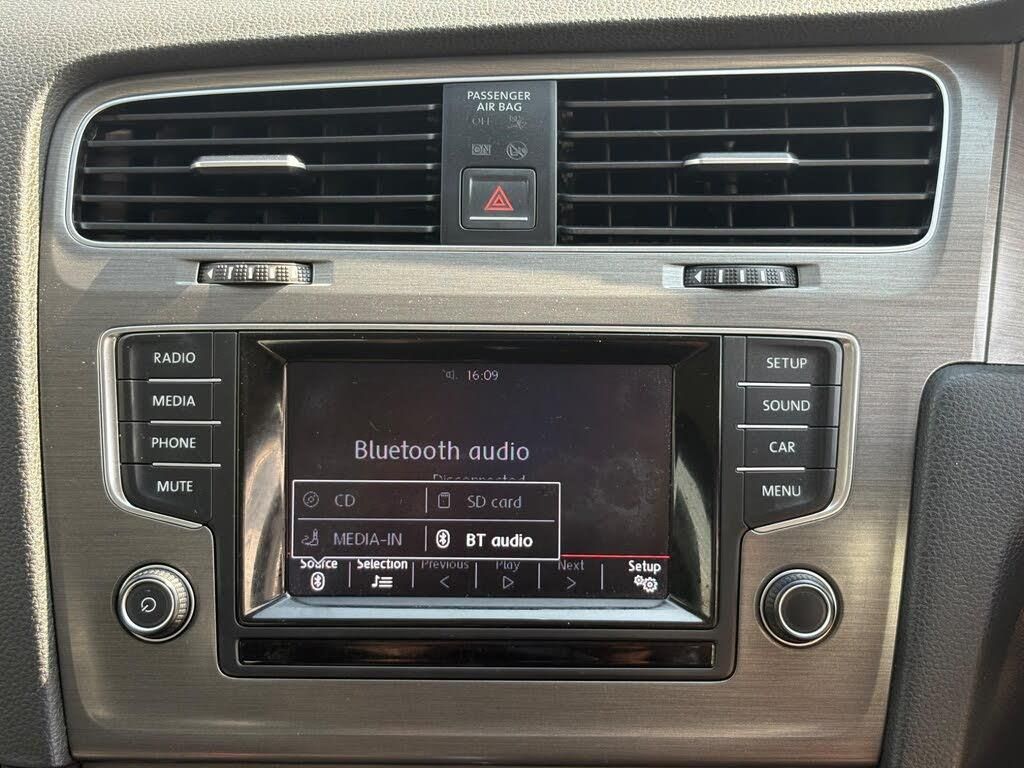 PASSENGER
AIR BAG
OFF
ON
RADIO
MEDIA
PHONE
MUTE
16:09
Bluetooth audio
Disconnected
CD
SD card
MEDIA-IN
BT audio
Source
Selection
Previous
Play
Next
Setup
SETUP
SOUND
CAR
MENU